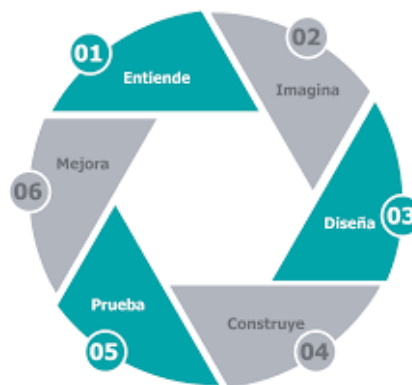 01
Entiende
02
Imagina
03
Diseña
04
Construye
05
Prueba
06
Mejora